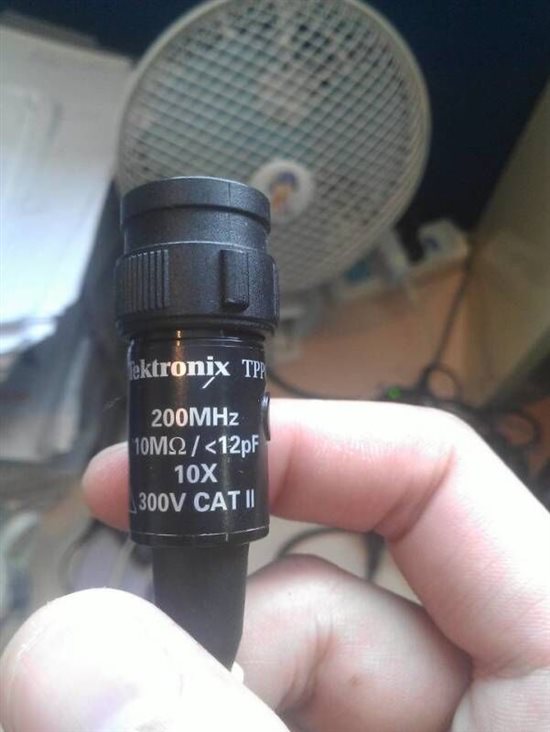 Tektronix TPP
200MHz
10MΩ / <12pF
10X
300V CAT II